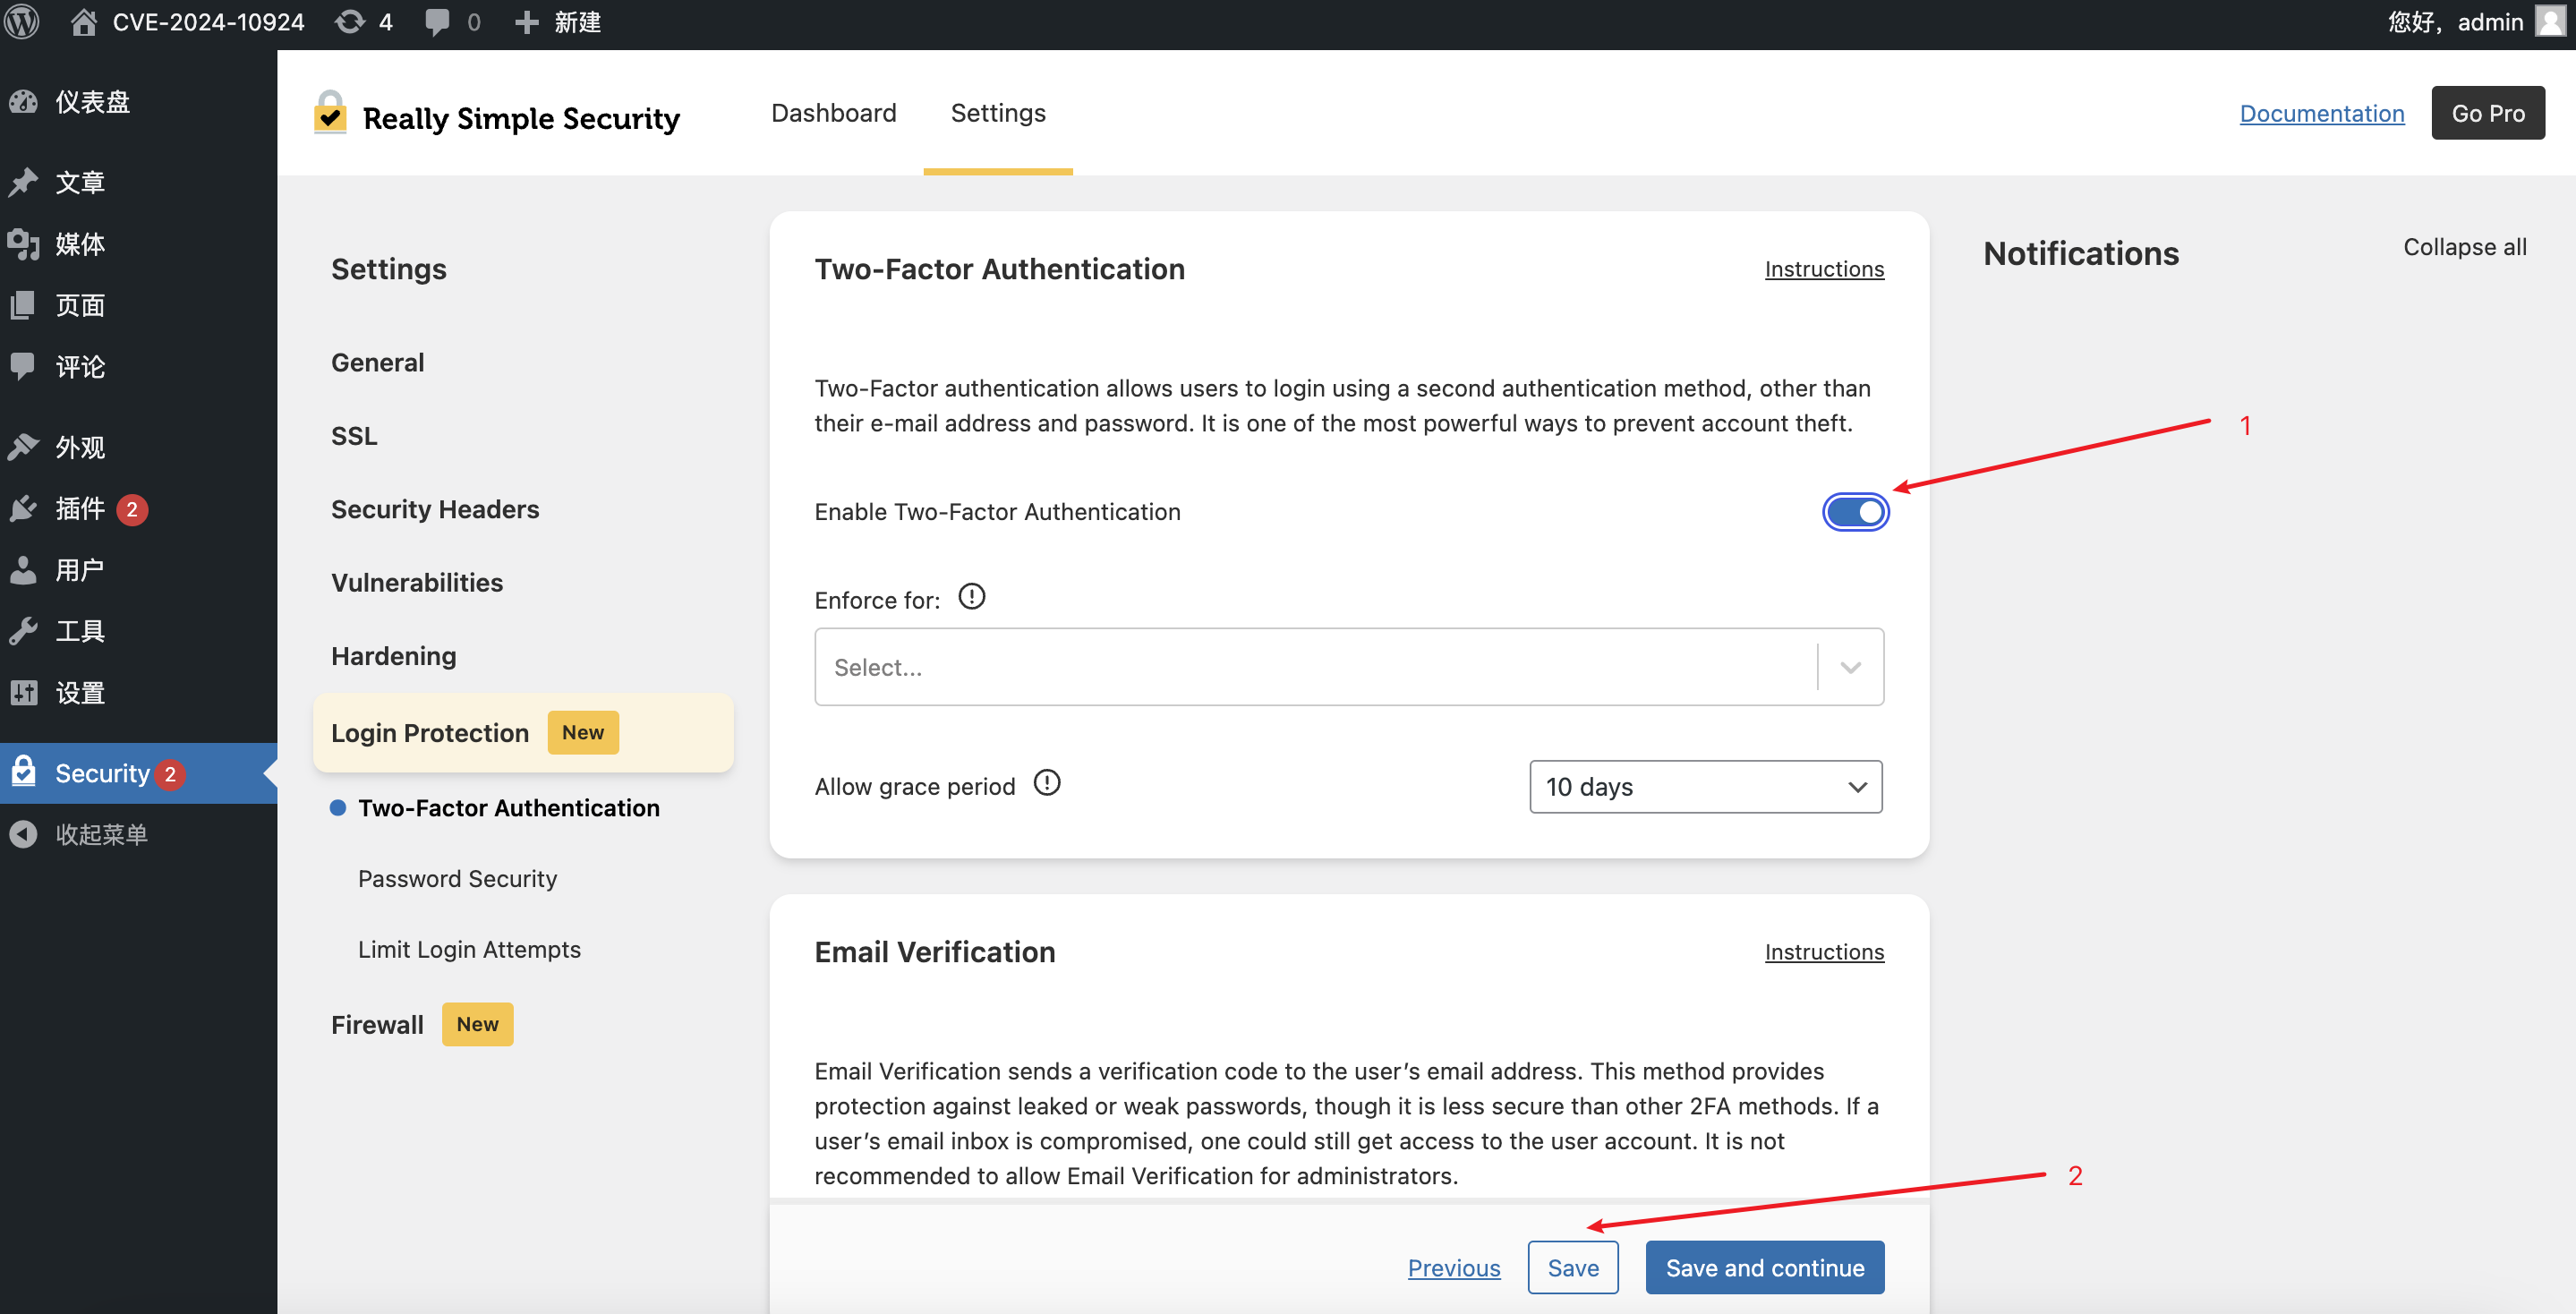 CVE-2024-10924
4
0
新建
您好，admin
仪表盘
文章
媒体
页面
评论
外观
插件 2
用户
工具
设置
Security 2
收起菜单
Really Simple Security
Dashboard
Settings
Documentation
Go Pro
Settings
General
SSL
Security Headers
Vulnerabilities
Hardening
Login Protection New
Two-Factor Authentication
Password Security
Limit Login Attempts
Firewall New
Two-Factor Authentication
Instructions
Two-Factor authentication allows users to login using a second authentication method, other than
their e-mail address and password. It is one of the most powerful ways to prevent account theft.
Enable Two-Factor Authentication
1
Enforce for:
Select...
Allow grace period
10 days
Email Verification
Instructions
Email Verification sends a verification code to the user’s email address. This method provides
protection against leaked or weak passwords, though it is less secure than other 2FA methods. If a
user’s email inbox is compromised, one could still get access to the user account. It is not
recommended to allow Email Verification for administrators.
2
Previous
Save
Save and continue
Notifications
Collapse all